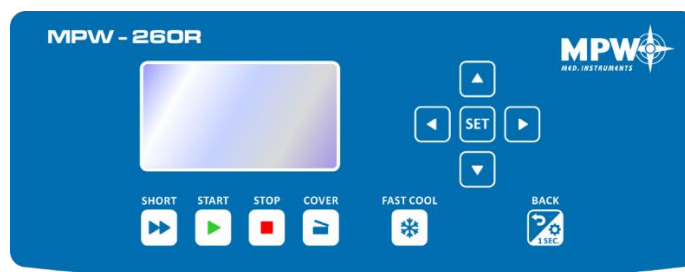 MPW - 260R
MPW
MED. INSTRUMENTS
SET
SHORT START STOP COVER FAST COOL BACK
1 SEC.